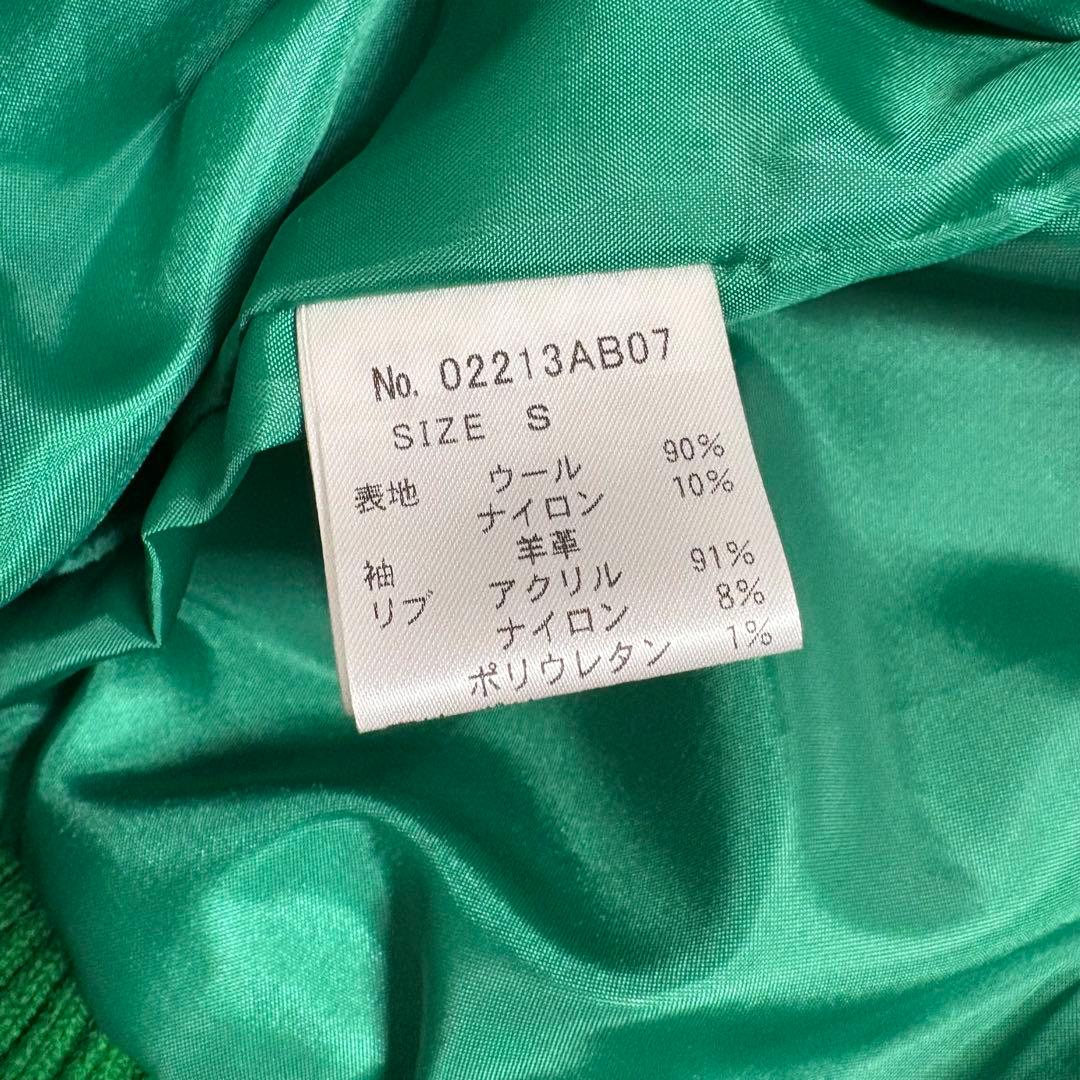 No. 02213AB07
SIZE S
表地 ウール 90%
ナイロン 10%
袖 羊革
リブ アクリル 91%
ナイロン 8%
ポリウレタン 1%